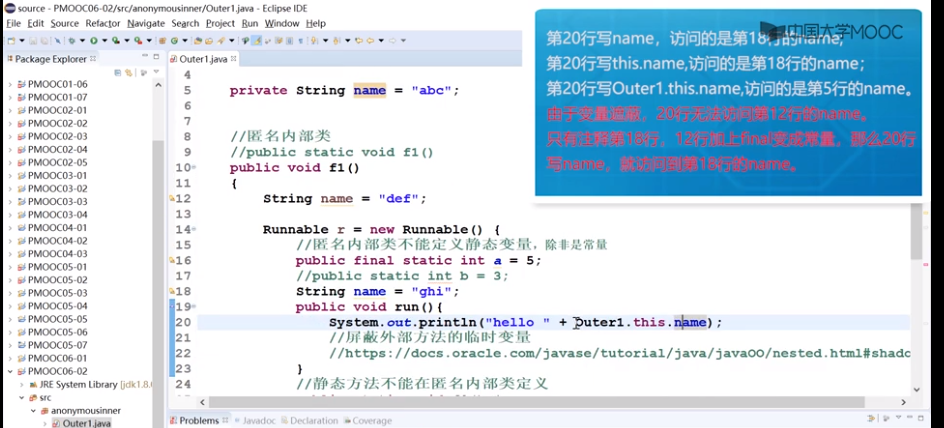 source - PMOOC06-02/src/anonymousinner/Outer1.java - Eclipse IDE
File Edit Source Refactor Navigate Search Project Run Window Help
Package Explorer
PMOOC01-06
PMOOC01-07
PMOOC02-01
PMOOC02-02
PMOOC02-03
PMOOC02-04
PMOOC02-05
PMOOC03-01
PMOOC03-02
PMOOC03-03
PMOOC04-01
PMOOC04-02
PMOOC04-03
PMOOC05-01
PMOOC05-02
PMOOC05-03
PMOOC05-04
PMOOC05-05
PMOOC05-06
PMOOC05-07
PMOOC06-01
PMOOC06-02
JRE System Library [jdk1.8.0
src
anonymousinner
Outer1.java
Outer1.java
4
5 private String name = "abc";
6
7
8 //匿名内部类
9 //public static void f1()
10 public void f1()
11 {
12 String name = "def";
13
14 Runnable r = new Runnable() {
15 //匿名内部类不能定义静态变量，除非是常量
16 public final static int a = 5;
17 //public static int b = 3;
18 String name = "ghi";
19 public void run(){
20 System.out.println("hello " + Outer1.this.name);
21 //屏蔽外部方法的临时变量
22 //https://docs.oracle.com/javase/tutorial/java/javaOO/nested.html#shado
23 }
24 //静态方法不能在匿名内部类定义
Problems Javadoc Declaration Coverage
中国大学MOOC
第20行写name，访问的是第18行的name；
第20行写this.name,访问的是第18行的name；
第20行写Outer1.this.name,访问的是第5行的name。
由于变量遮蔽，20行无法访问第12行的name。
只有注释第18行，12行加上final变成常量，那么20行
写name，就访问到第18行的name。